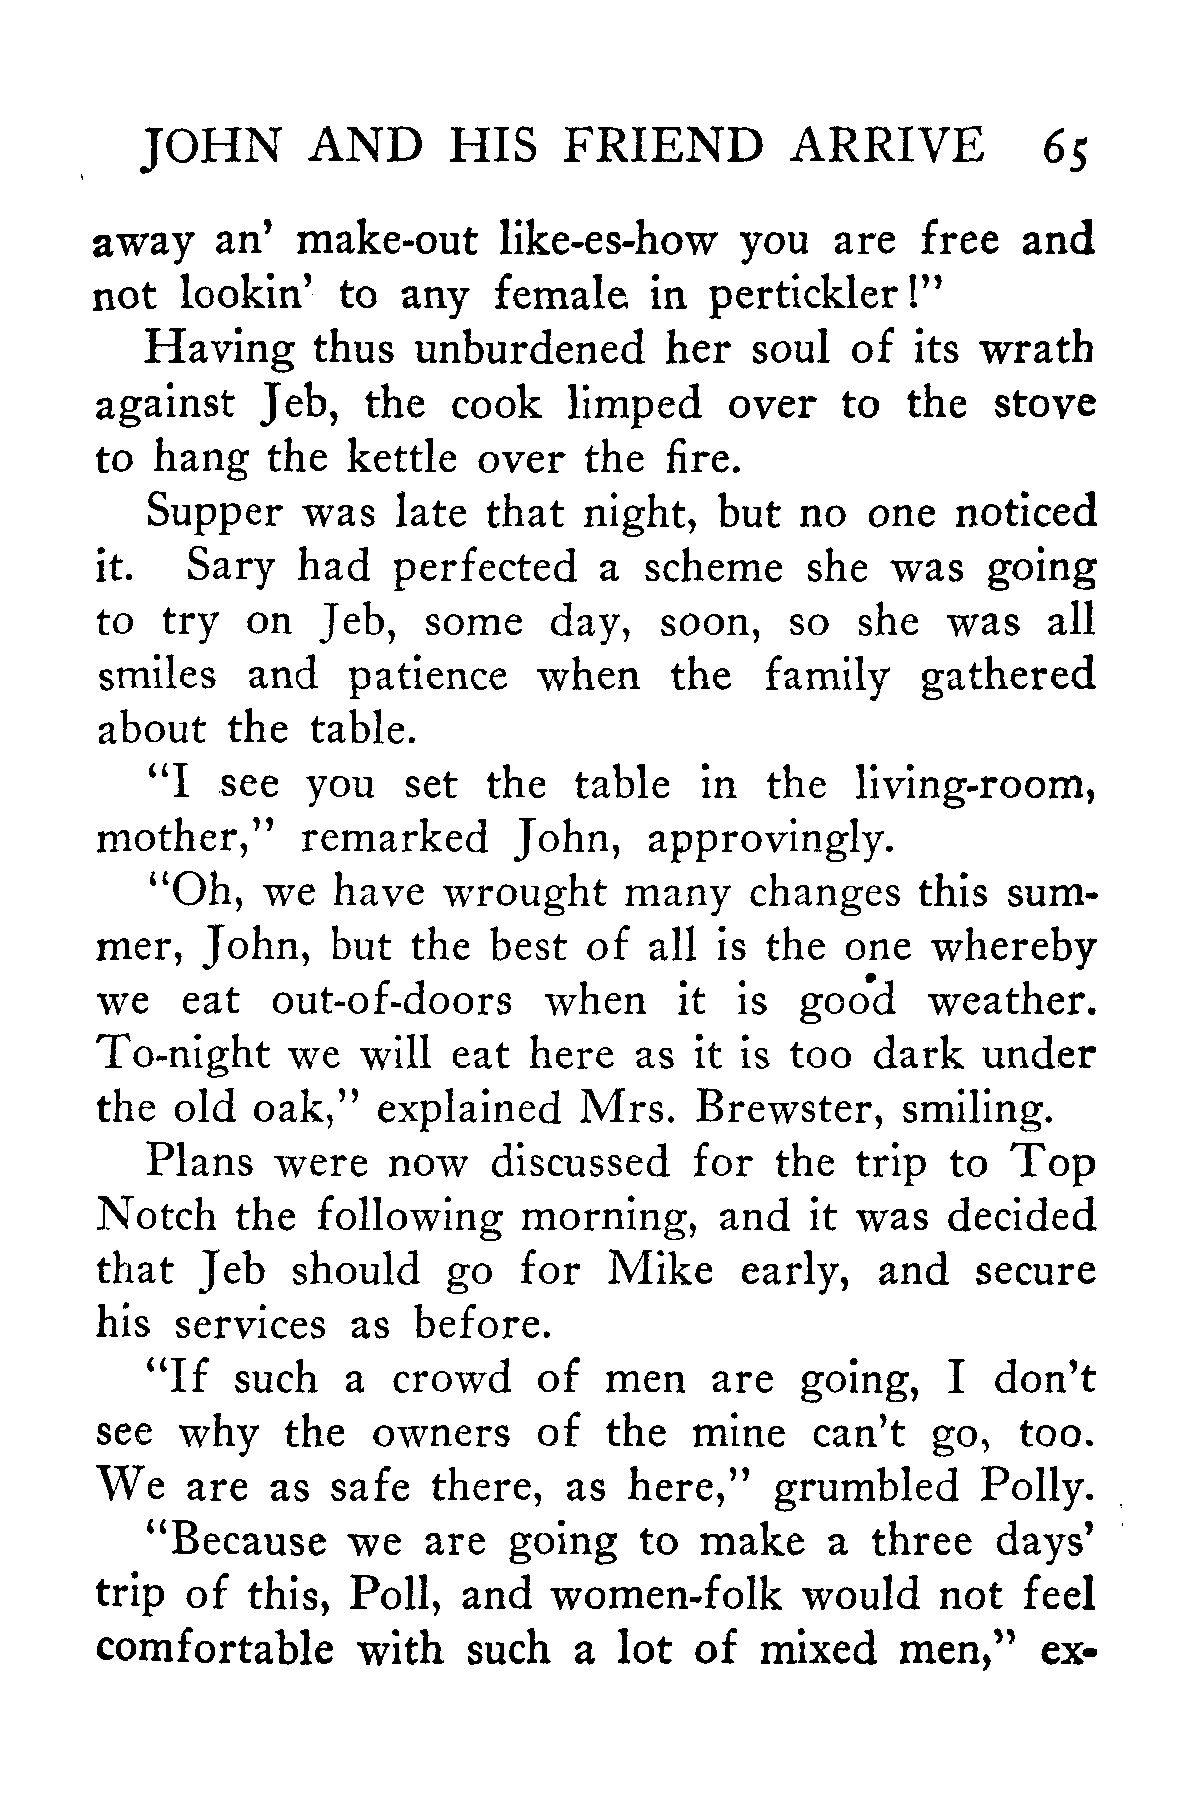 JOHN AND HIS FRIEND ARRIVE 65
away an' make-out like-es-how you are free and
not lookin' to any female in pertickler!"
Having thus unburdened her soul of its wrath
against Jeb, the cook limped over to the stove
to hang the kettle over the fire.
Supper was late that night, but no one noticed
it. Sary had perfected a scheme she was going
to try on Jeb, some day, soon, so she was all
smiles and patience when the family gathered
about the table.
"I see you set the table in the living-room,
mother," remarked John, approvingly.
"Oh, we have wrought many changes this sum-
mer, John, but the best of all is the one whereby
we eat out-of-doors when it is good weather.
To-night we will eat here as it is too dark under
the old oak," explained Mrs. Brewster, smiling.
Plans were now discussed for the trip to Top
Notch the following morning, and it was decided
that Jeb should go for Mike early, and secure
his services as before.
"If such a crowd of men are going, I don't
see why the owners of the mine can't go, too.
We are as safe there, as here," grumbled Polly.
"Because we are going to make a three days'
trip of this, Poll, and women-folk would not feel
comfortable with such a lot of mixed men," ex-